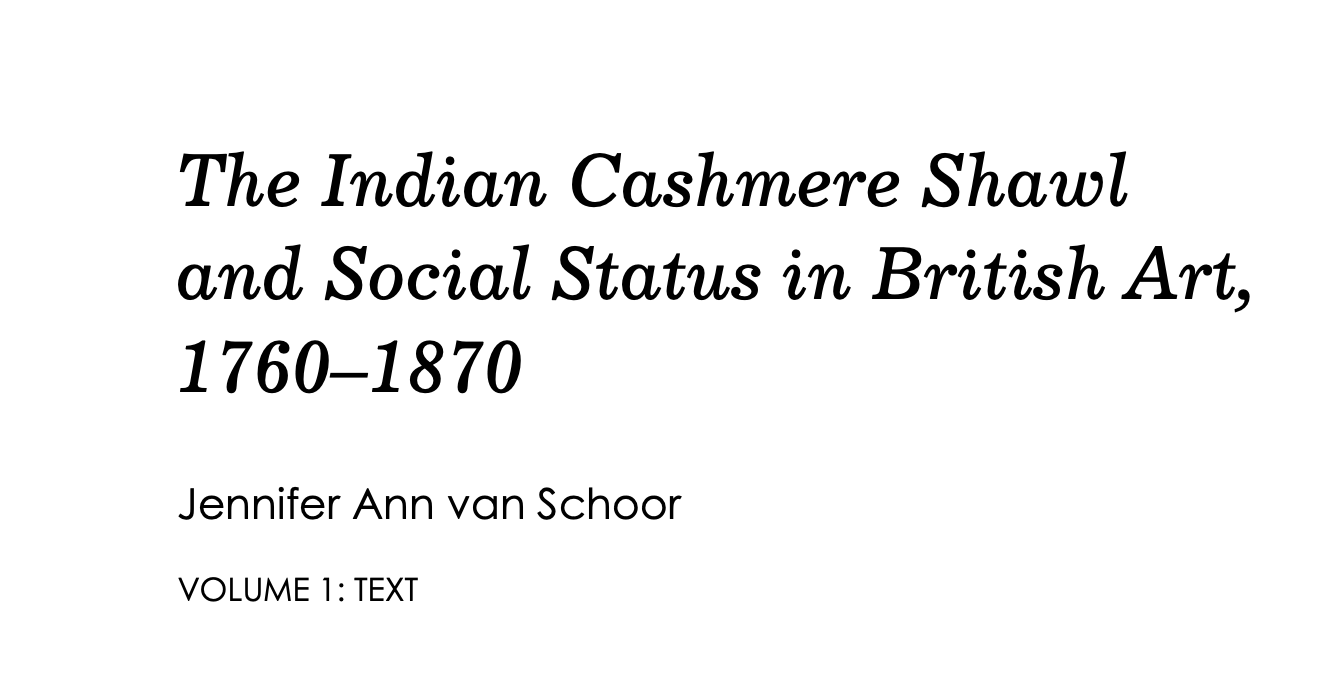 The Indian Cashmere Shawl
and Social Status in British Art,
1760–1870
Jennifer Ann van Schoor
VOLUME 1: TEXT